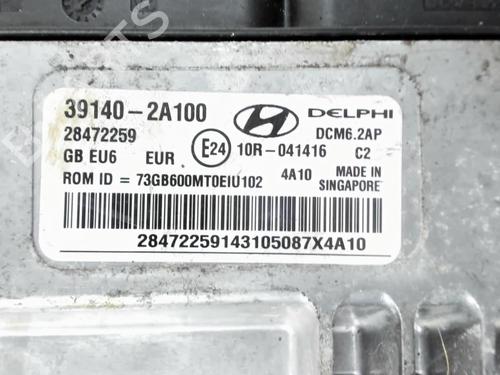 39140-2A100 DELPHI
28472259 E24 10R-041416 DCM6.2AP
GB EU6 EUR C2
ROM ID = 73GB600MT0EIU102 4A10 MADE IN
SINGAPORE
28472259143105087X4A10